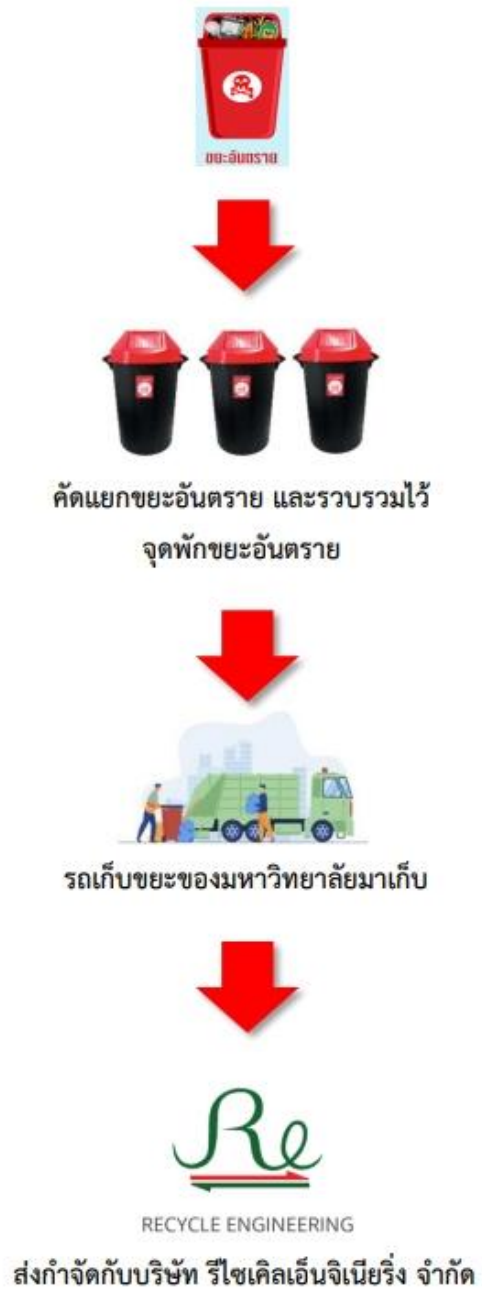 ขยะอันตราย
คัดแยกขยะอันตราย และรวบรวมไว้
จุดพักขยะอันตราย
รถเก็บขยะของมหาวิทยาลัยมาเก็บ
Re
RECYCLE ENGINEERING
ส่งกำจัดกับบริษัท รีไซเคิลเอ็นจิเนียริ่ง จำกัด